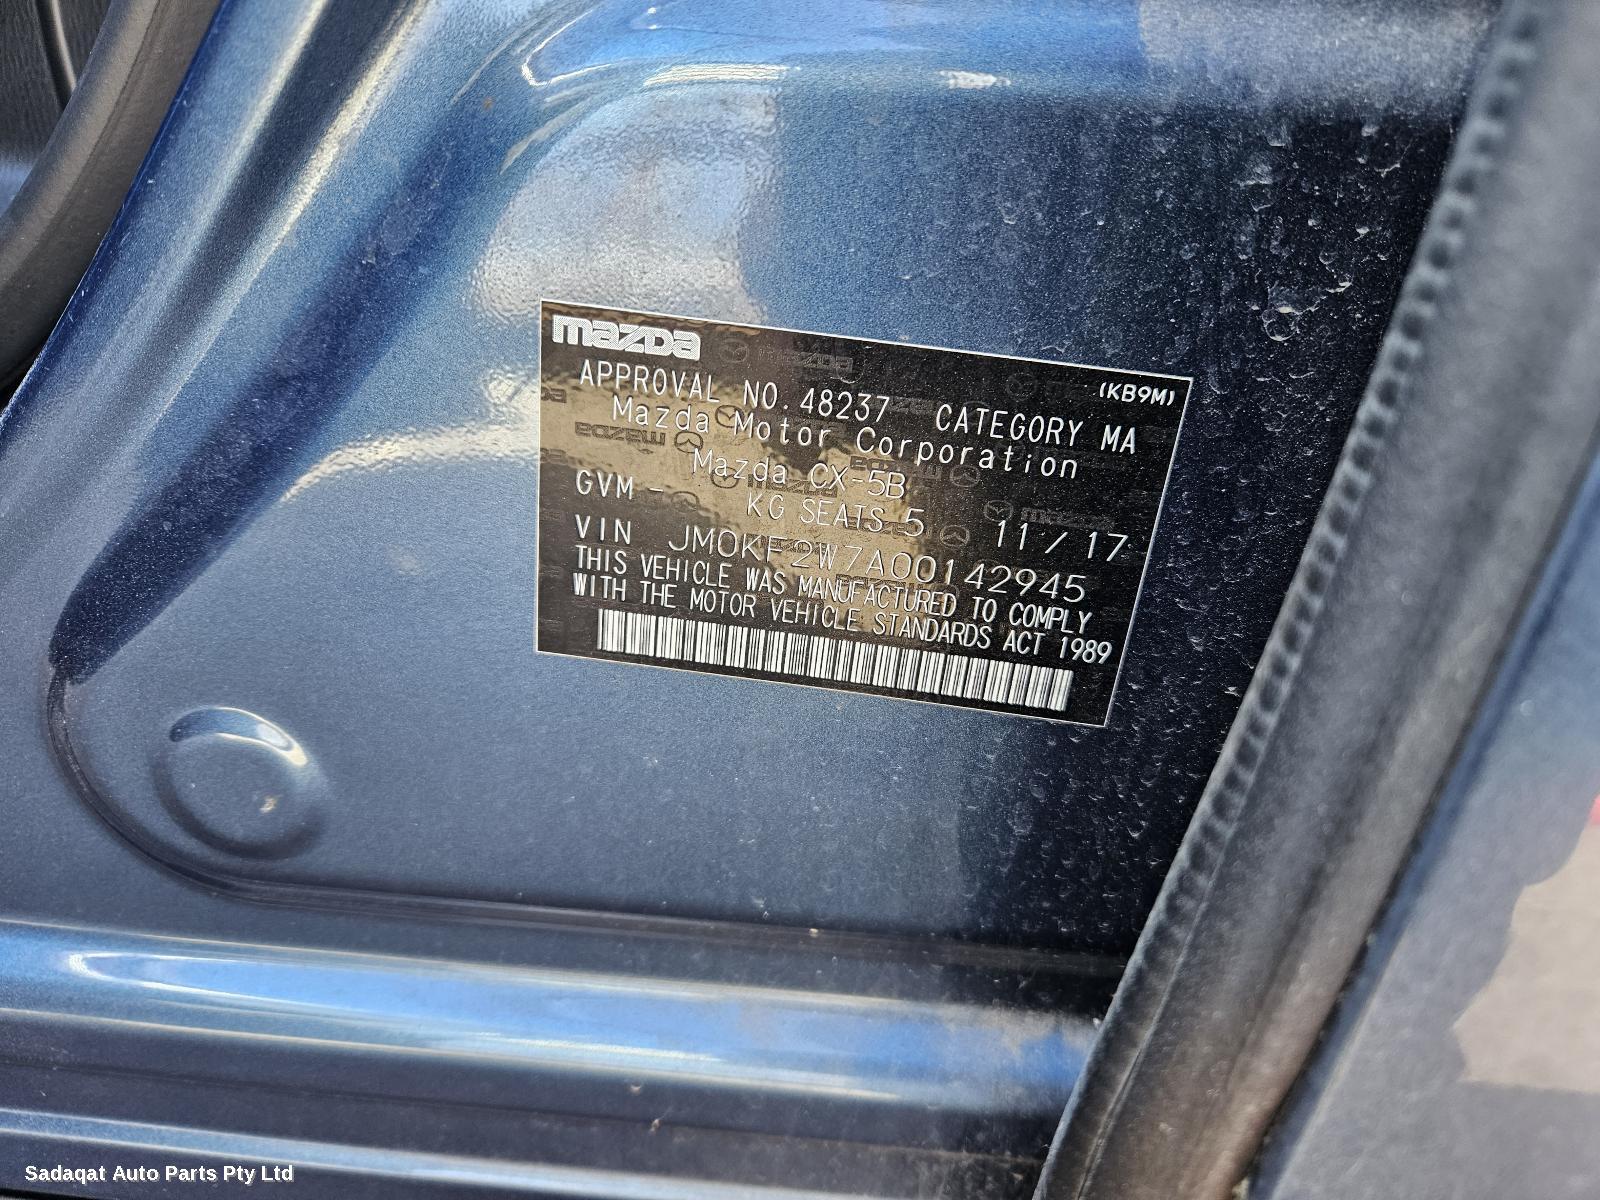 mazda
(KB9M)
APPROVAL NO.48237 CATEGORY MA
Mazda Motor Corporation
Mazda CX-5B
GVM - KG SEATS 5 11/17
VIN JM0KF2W7A00142945
THIS VEHICLE WAS MANUFACTURED TO COMPLY
WITH THE MOTOR VEHICLE STANDARDS ACT 1989
Sadaqat Auto Parts Pty Ltd